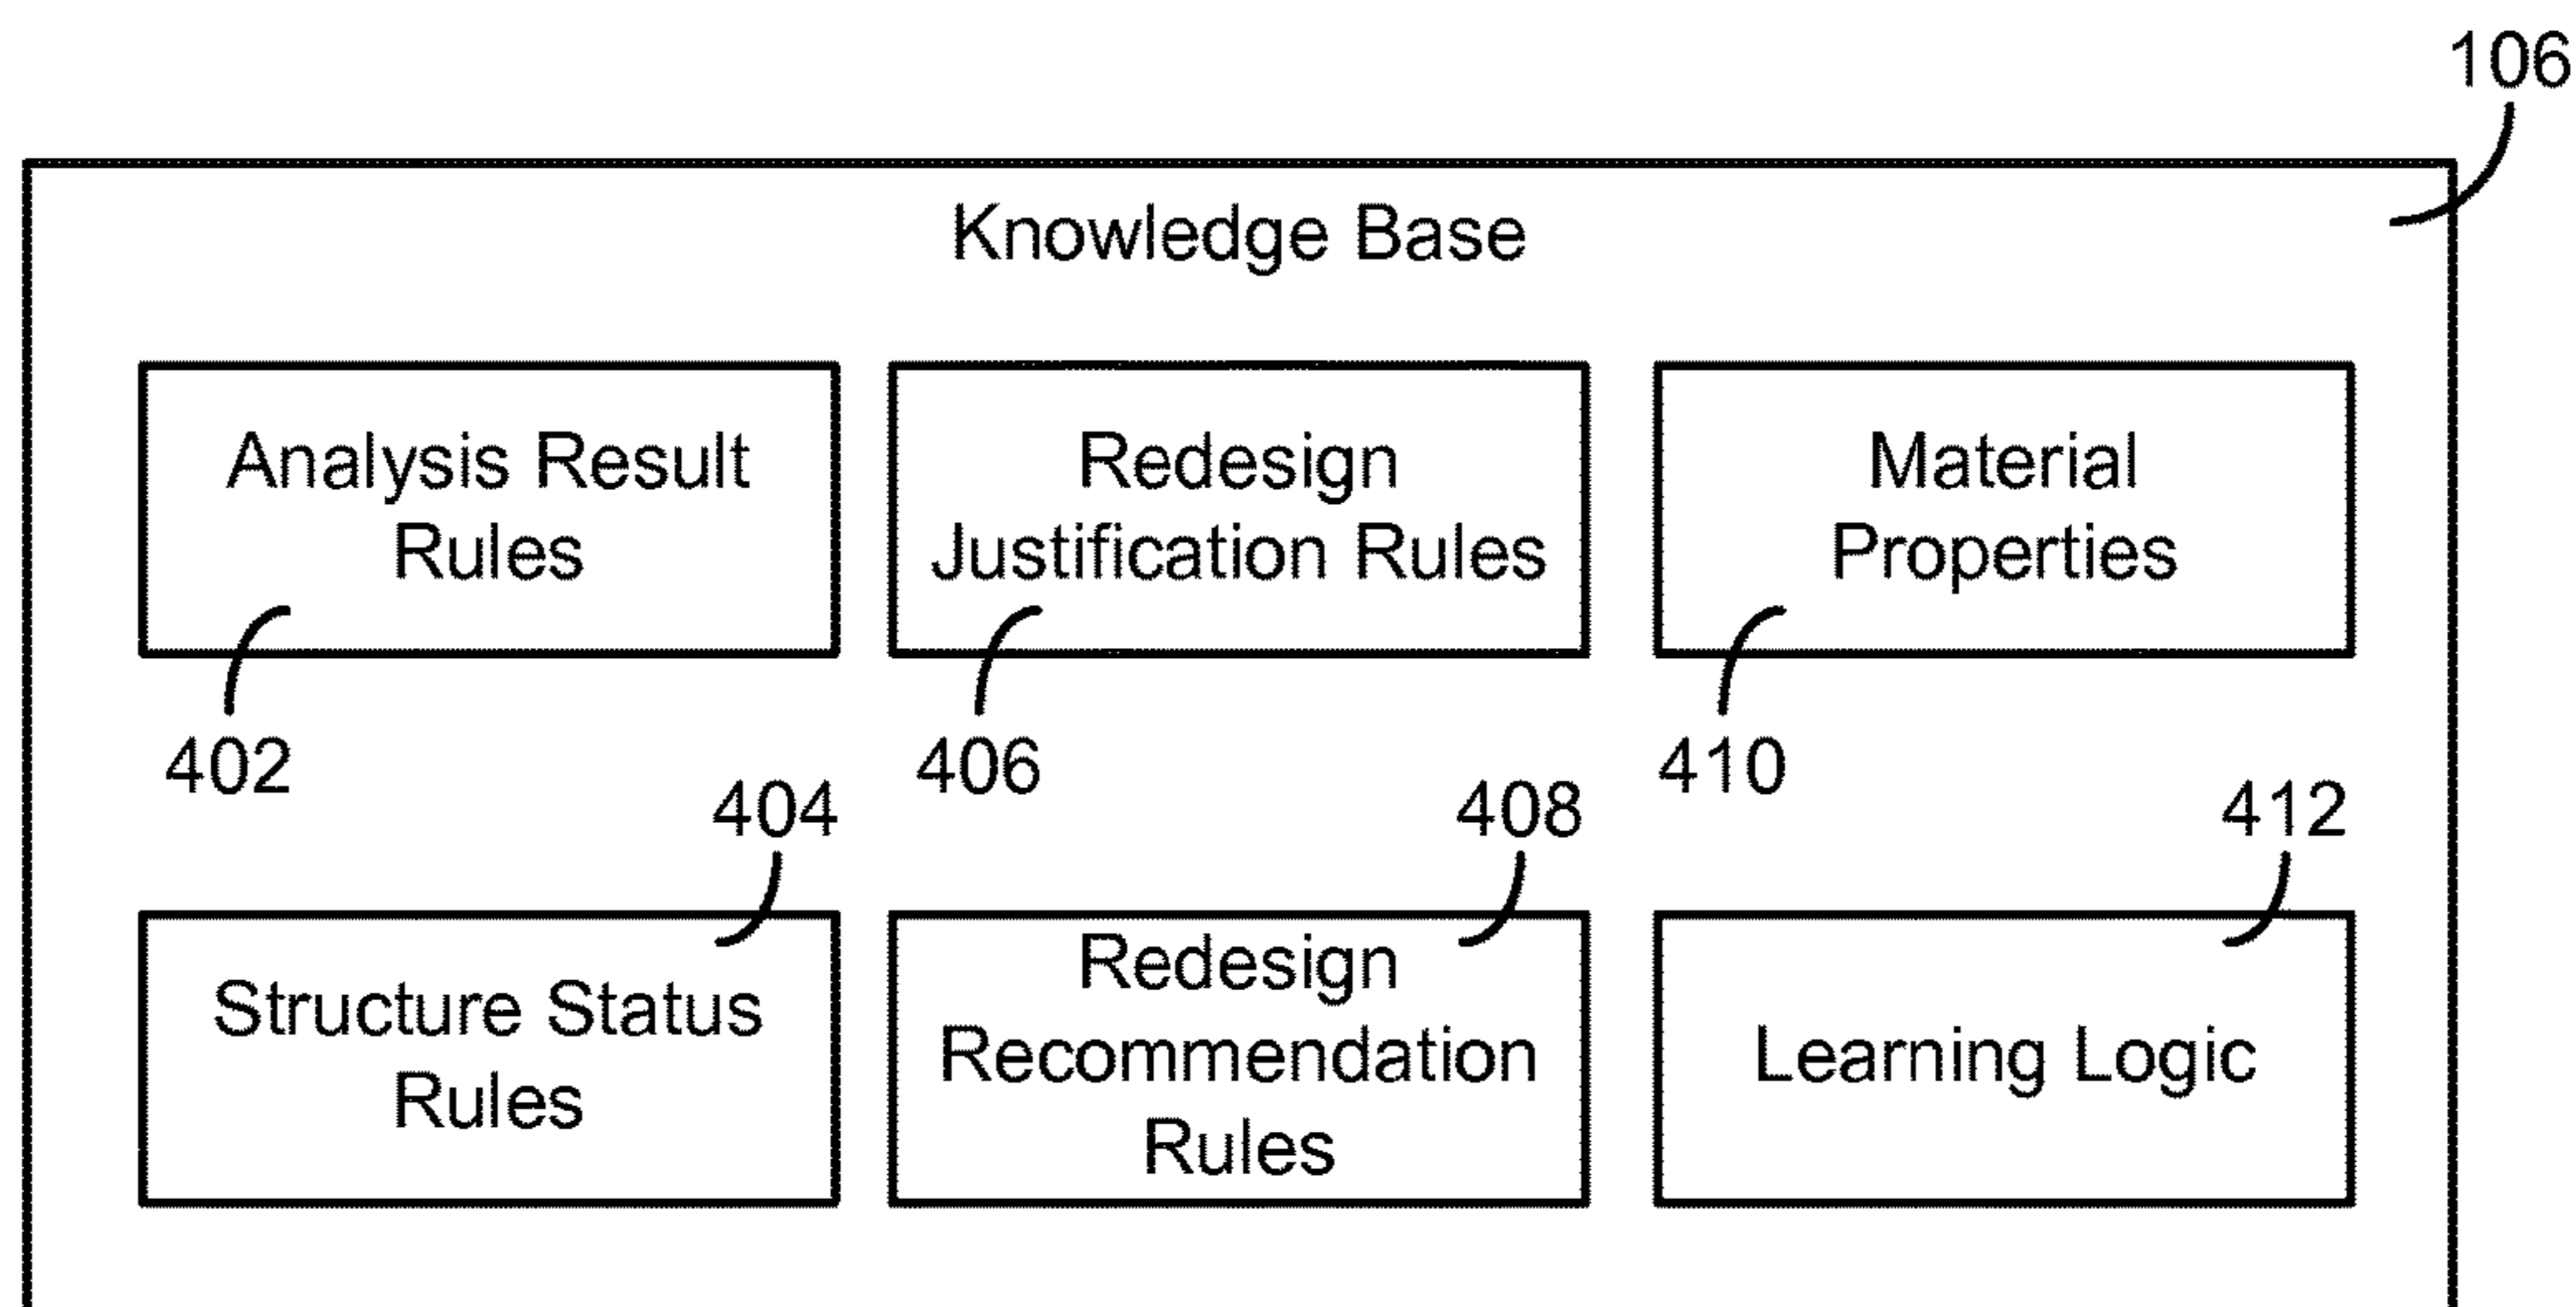 106
Knowledge Base
Analysis Result
Rules
402
Redesign
Justification Rules
406
Material
Properties
410
404
Structure Status
Rules
408
Redesign
Recommendation
Rules
412
Learning Logic